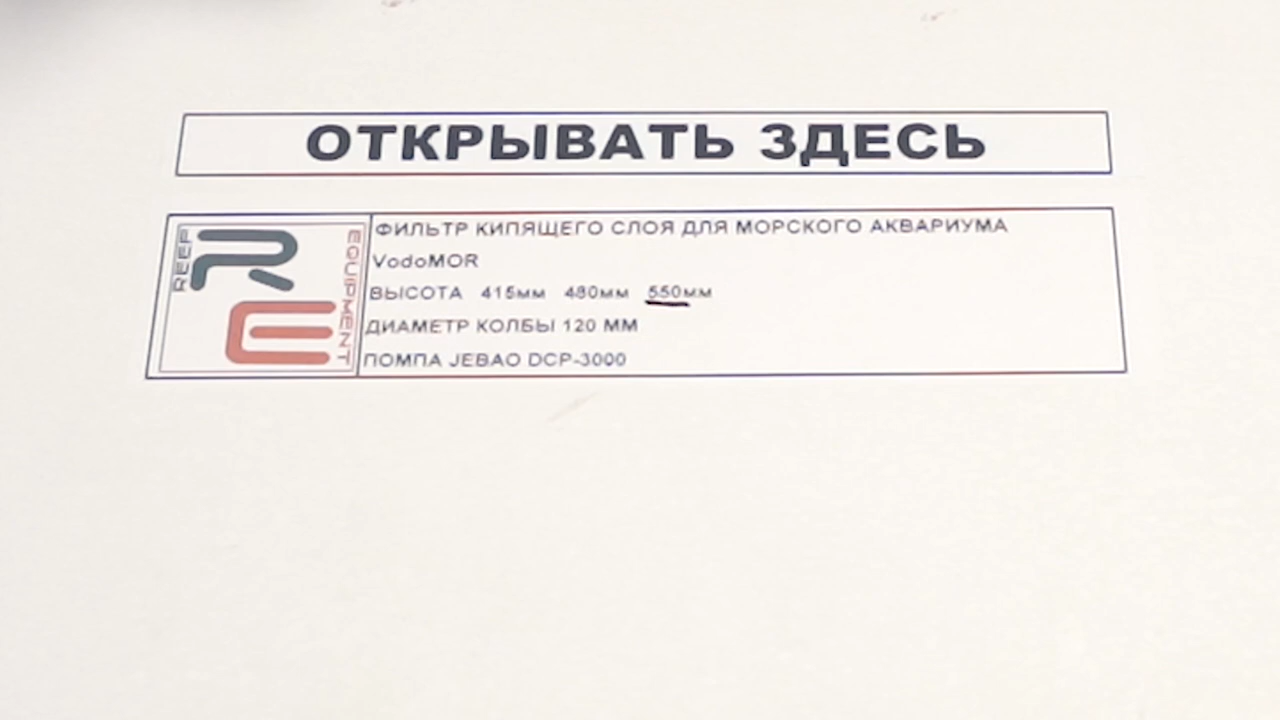 ОТКРЫВАТЬ ЗДЕСЬ
REEF
RE
EQUIPMENT
ФИЛЬТР КИПЯЩЕГО СЛОЯ ДЛЯ МОРСКОГО АКВАРИУМА
VodoMOR
ВЫСОТА 415мм 480мм 550мм
ДИАМЕТР КОЛБЫ 120 ММ
ПОМПА JEBAO DCP-3000